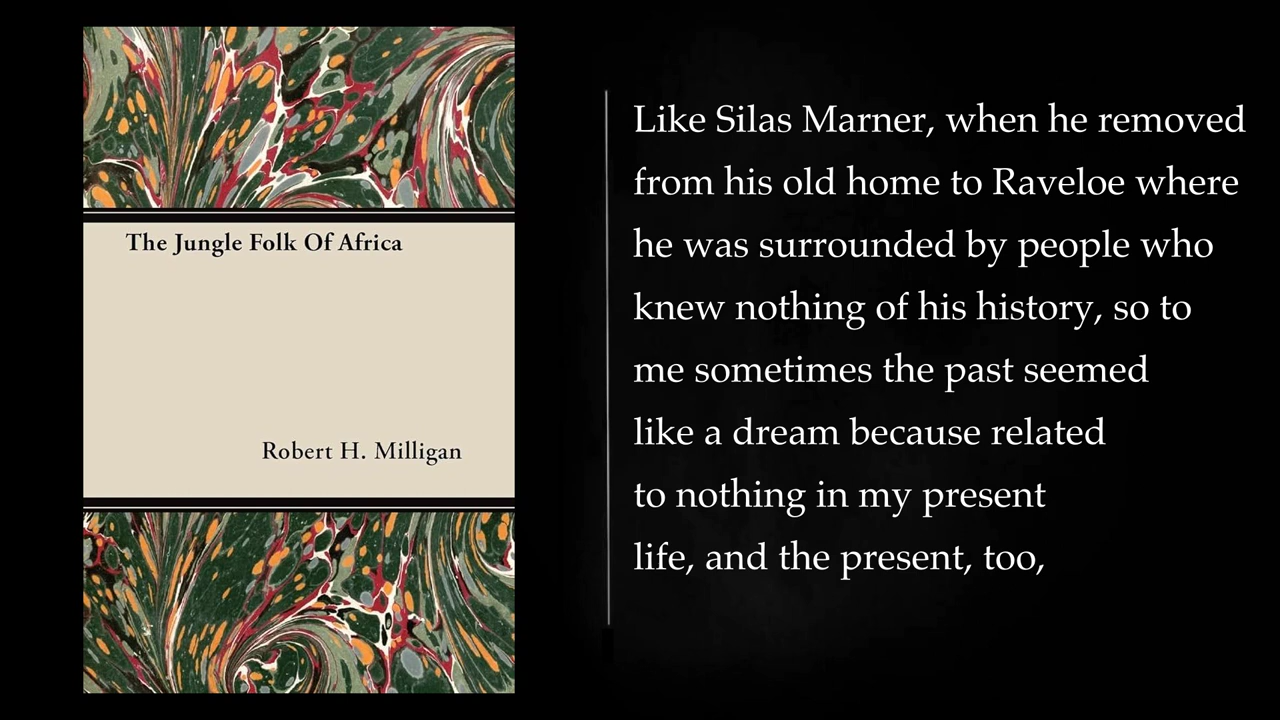 The Jungle Folk Of Africa
Robert H. Milligan
Like Silas Marner, when he removed
from his old home to Raveloe where
he was surrounded by people who
knew nothing of his history, so to
me sometimes the past seemed
like a dream because related
to nothing in my present
life, and the present, too,